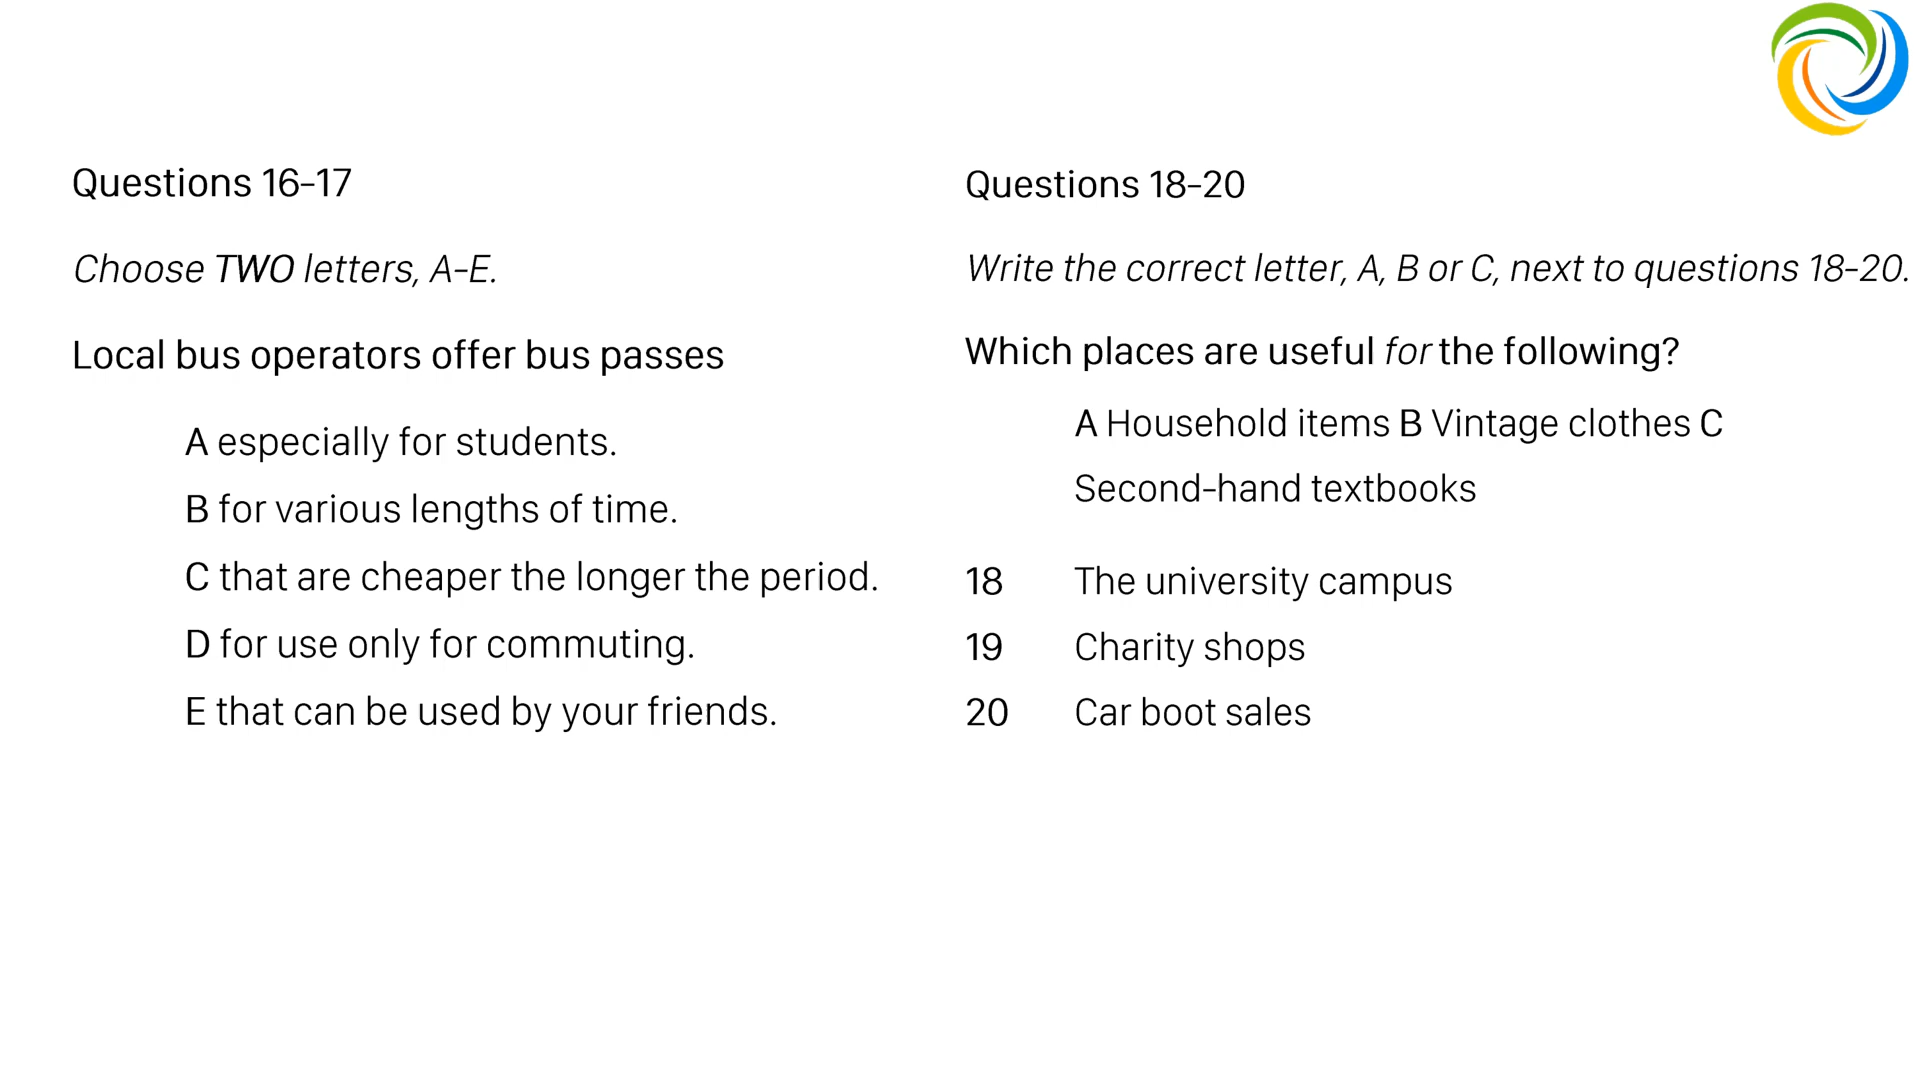 Questions 16-17
Choose TWO letters, A-E.
Local bus operators offer bus passes
A especially for students.
B for various lengths of time.
C that are cheaper the longer the period.
D for use only for commuting.
E that can be used by your friends.
Questions 18-20
Write the correct letter, A, B or C, next to questions 18-20.
Which places are useful for the following?
A Household items B Vintage clothes C
Second-hand textbooks
18 The university campus
19 Charity shops
20 Car boot sales